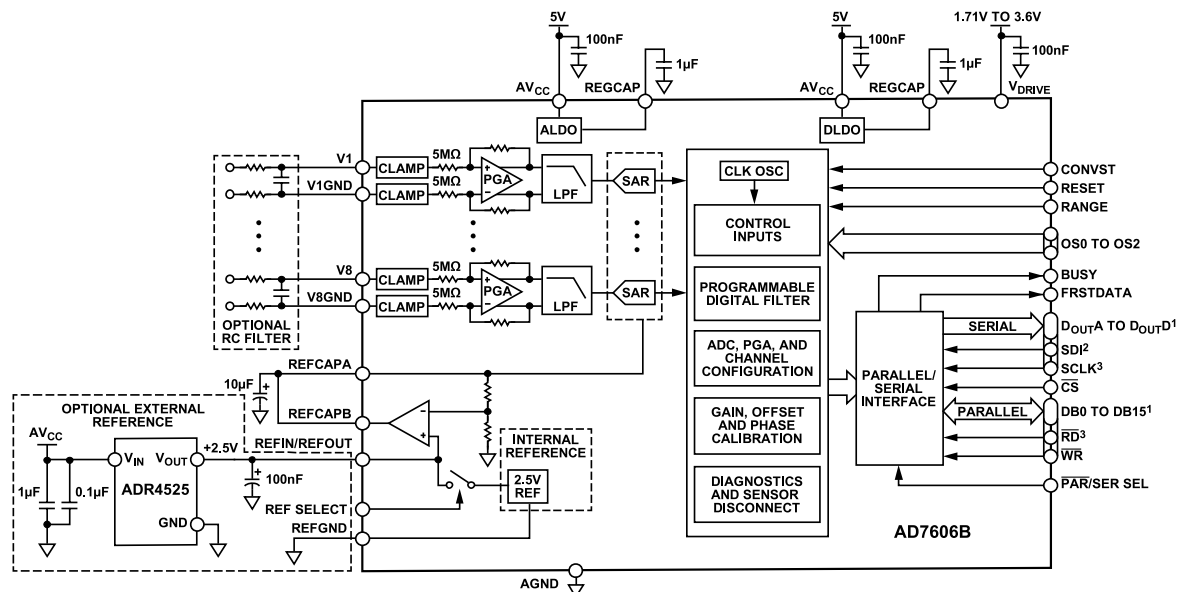 5V
100nF
1µF
AVCC
REGCAP
5V
100nF
1µF
AVCC
REGCAP
1.71V TO 3.6V
100nF
VDRIVE
ALDO
DLDO
V1
V1GND
CLAMP
CLAMP
5MΩ
5MΩ
+
PGA
−
LPF
SAR
V8
V8GND
CLAMP
CLAMP
5MΩ
5MΩ
+
PGA
−
LPF
SAR
OPTIONAL
RC FILTER
CLK OSC
CONTROL
INPUTS
PROGRAMMABLE
DIGITAL FILTER
ADC, PGA, AND
CHANNEL
CONFIGURATION
GAIN, OFFSET
AND PHASE
CALIBRATION
DIAGNOSTICS
AND SENSOR
DISCONNECT
PARALLEL/
SERIAL
INTERFACE
SERIAL
PARALLEL
CONVST
RESET
RANGE
OS0 TO OS2
BUSY
FRSTDATA
DOUTA TO DOUTD1
SDI2
SCLK3
CS
DB0 TO DB151
RD3
WR
PAR/SER SEL
AD7606B
REFCAPA
10µF
+
REFCAPB
−
+
REFIN/REFOUT
INTERNAL
REFERENCE
2.5V
REF
REF SELECT
REFGND
OPTIONAL EXTERNAL
REFERENCE
AVCC
VIN
VOUT
ADR4525
GND
+2.5V
+
100nF
1µF
0.1µF
AGND